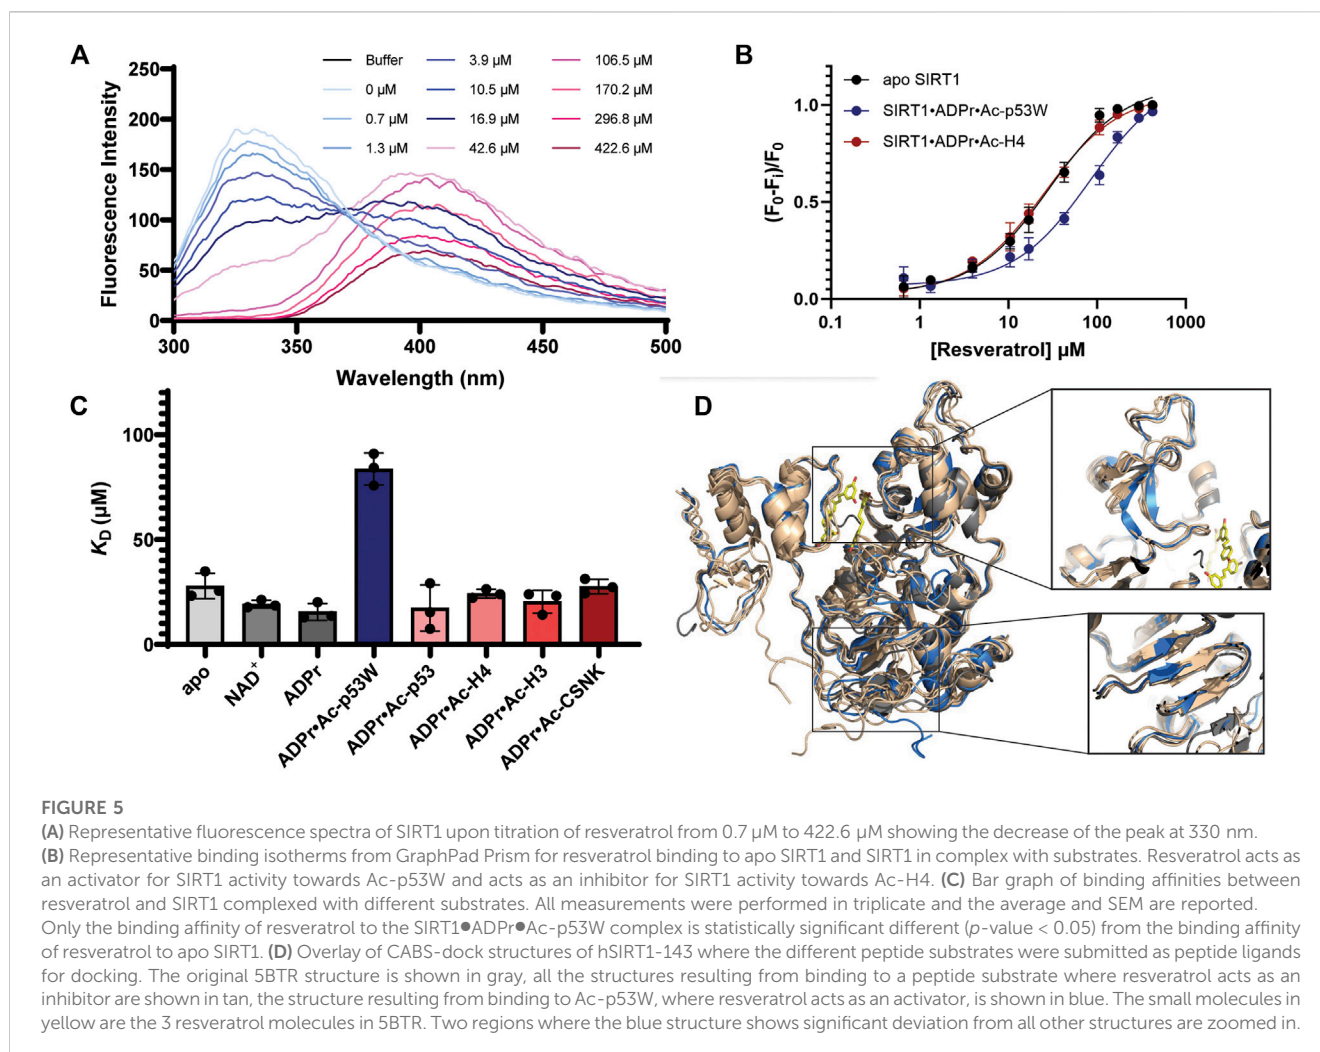 A
Fluorescence Intensity
250
200
150
100
50
0
300
350
400
450
500
Wavelength (nm)
Buffer
0 µM
0.7 µM
1.3 µM
3.9 µM
10.5 µM
16.9 µM
42.6 µM
106.5 µM
170.2 µM
296.8 µM
422.6 µM
B
(F0-Fi)/F0
1.0
0.5
0.0
0.1
1
10
100
1000
[Resveratrol] µM
apo SIRT1
SIRT1•ADPr•Ac-p53W
SIRT1•ADPr•Ac-H4
C
KD (µM)
100
50
0
apo
NAD+
ADPr
ADPr•Ac-p53W
ADPr•Ac-p53
ADPr•Ac-H4
ADPr•Ac-H3
ADPr•Ac-CSNK
D
FIGURE 5
(A) Representative fluorescence spectra of SIRT1 upon titration of resveratrol from 0.7 µM to 422.6 µM showing the decrease of the peak at 330 nm.
(B) Representative binding isotherms from GraphPad Prism for resveratrol binding to apo SIRT1 and SIRT1 in complex with substrates. Resveratrol acts as
an activator for SIRT1 activity towards Ac-p53W and acts as an inhibitor for SIRT1 activity towards Ac-H4. (C) Bar graph of binding affinities between
resveratrol and SIRT1 complexed with different substrates. All measurements were performed in triplicate and the average and SEM are reported.
Only the binding affinity of resveratrol to the SIRT1●ADPr●Ac-p53W complex is statistically significant different (p-value < 0.05) from the binding affinity
of resveratrol to apo SIRT1. (D) Overlay of CABS-dock structures of hSIRT1-143 where the different peptide substrates were submitted as peptide ligands
for docking. The original 5BTR structure is shown in gray, all the structures resulting from binding to a peptide substrate where resveratrol acts as an
inhibitor are shown in tan, the structure resulting from binding to Ac-p53W, where resveratrol acts as an activator, is shown in blue. The small molecules in
yellow are the 3 resveratrol molecules in 5BTR. Two regions where the blue structure shows significant deviation from all other structures are zoomed in.